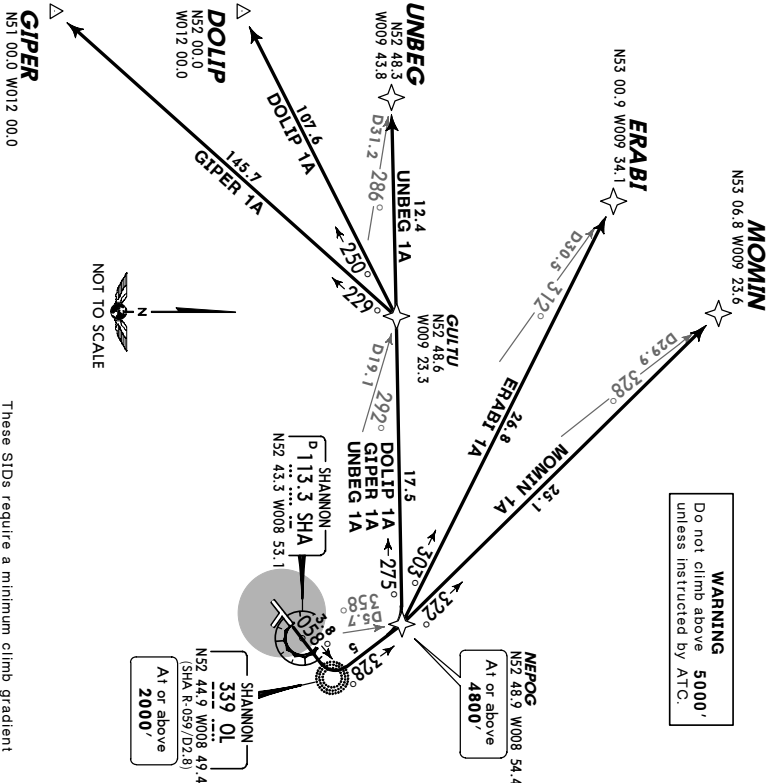 MOMIN
N53 06.8 W009 23.6
ERABI
N53 00.9 W009 34.1
UNBEG
N52 48.3
W009 43.8
DOLIP
N52 00.0
W012 00.0
GIPER
N51 00.0 W012 00.0
WARNING
Do not climb above 5000'
unless instructed by ATC.
D29.9 328°
D30.5 312°
D31.2 286°
12.4
UNBEG 1A
107.6
DOLIP 1A
145.7
GIPER 1A
250°
229°
GULTU
N52 48.6
W009 23.3
D19.1 292°
26.8
ERABI 1A
25.1
MOMIN 1A
17.5
DOLIP 1A
GIPER 1A
UNBEG 1A
275°
303°
322°
NEPOG
N52 48.9 W008 54.4
At or above
4800'
D5.7
358°
5
328°
3.8
058°
SHANNON
D 113.3 SHA
N52 43.3 W008 53.1
SHANNON
339 OL
N52 44.9 W008 49.4
(SHA R-059/D2.8)
At or above
2000'
N
NOT TO SCALE
These SIDs require a minimum climb gradient